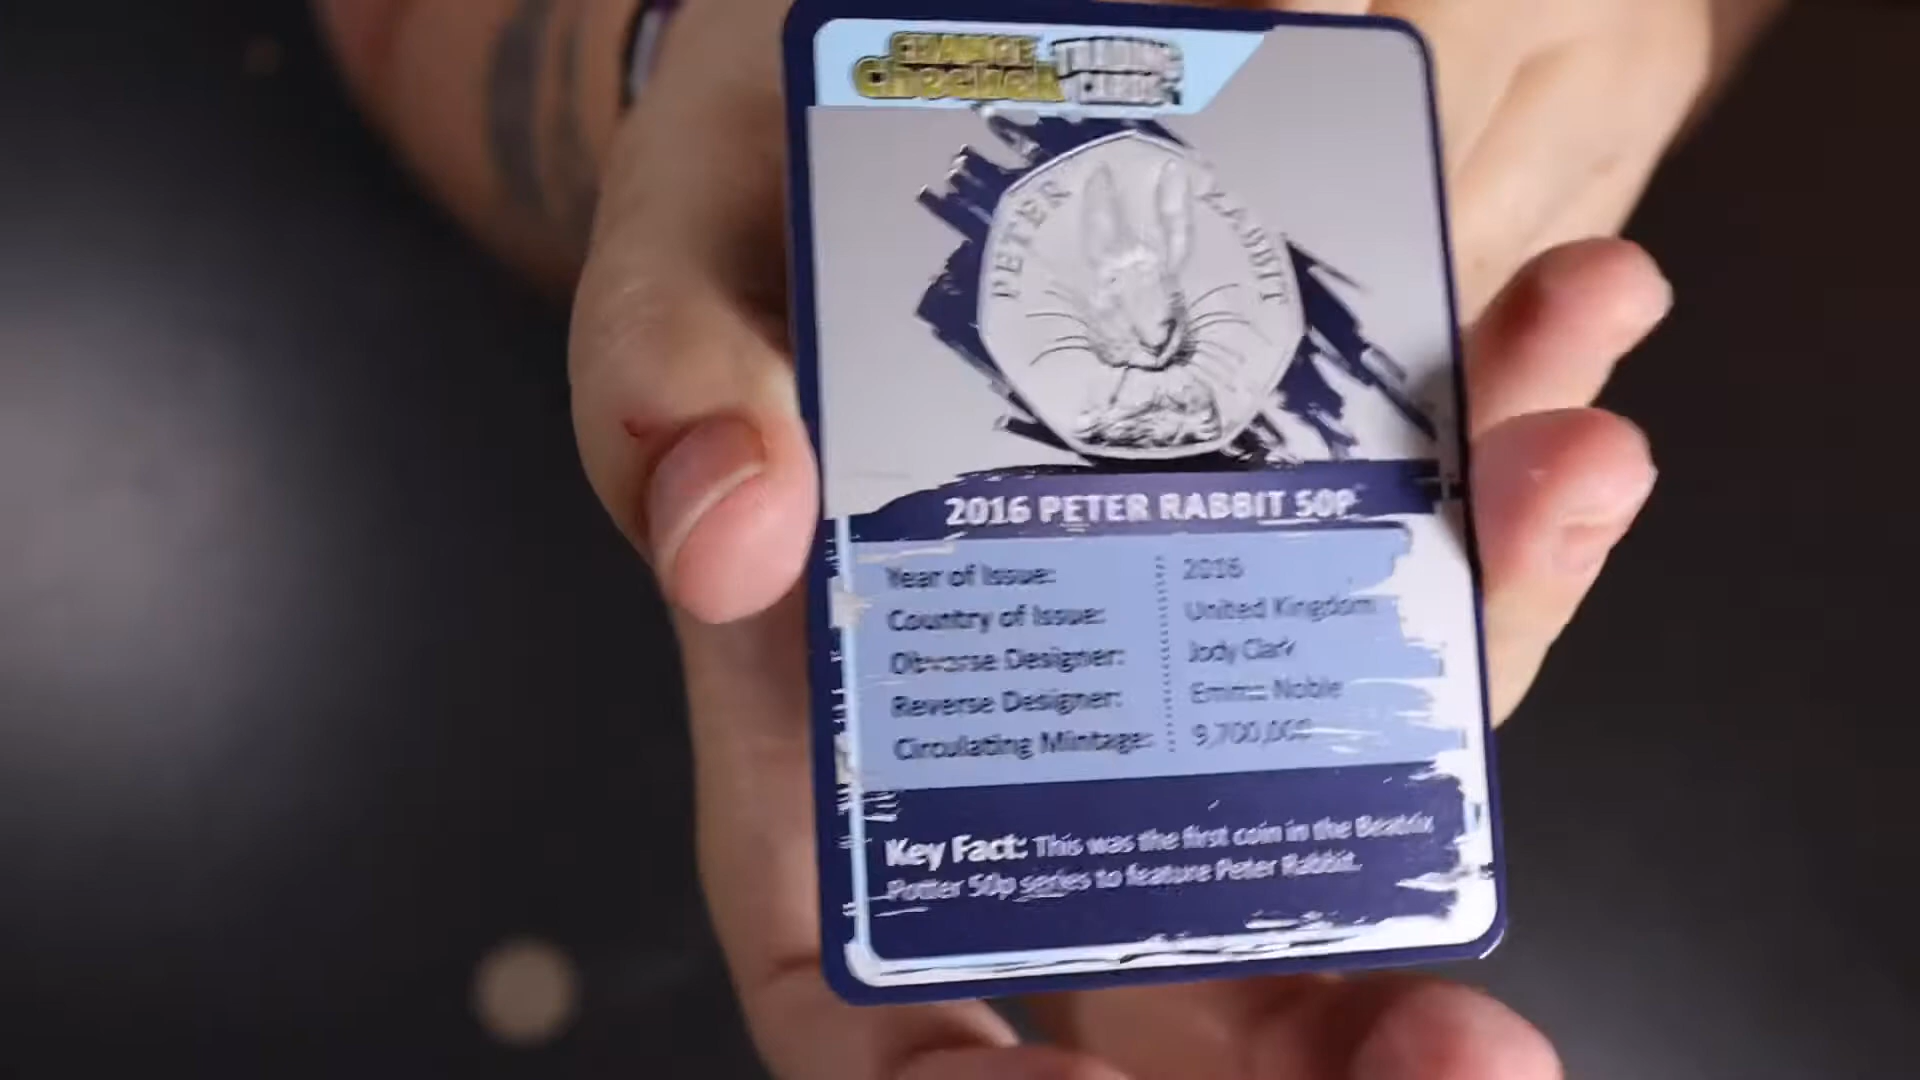 CHANGE Checker TRADING CARDS
PETER RABBIT
2016 PETER RABBIT 50P
Year of Issue: 2016
Country of Issue: United Kingdom
Obverse Designer: Jody Clark
Reverse Designer: Emma Noble
Circulating Mintage: 9,700,000
Key Fact: This was the first coin in the Beatrix
Potter 50p series to feature Peter Rabbit.